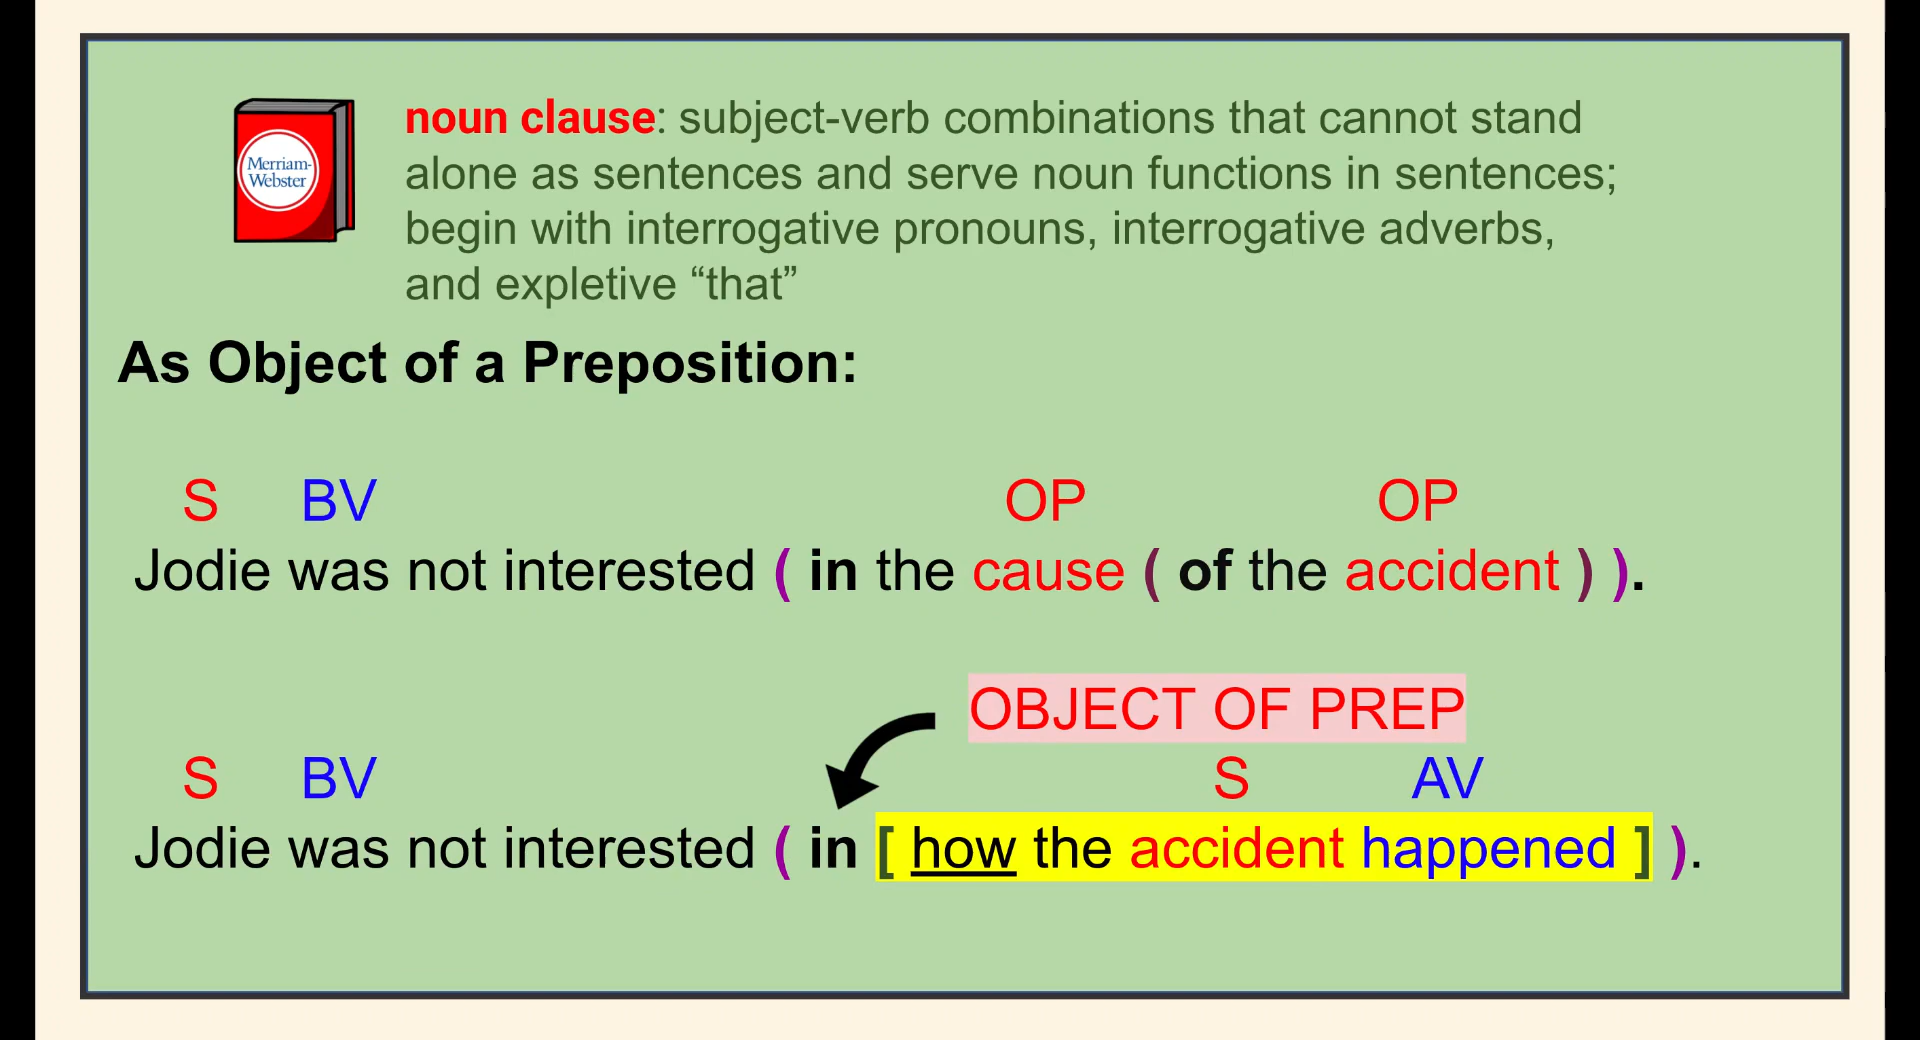 Merriam-
Webster
noun clause: subject-verb combinations that cannot stand
alone as sentences and serve noun functions in sentences;
begin with interrogative pronouns, interrogative adverbs,
and expletive “that”
As Object of a Preposition:
S BV OP OP
Jodie was not interested ( in the cause ( of the accident ) ).
OBJECT OF PREP
S BV S AV
Jodie was not interested ( in [ how the accident happened ] ).